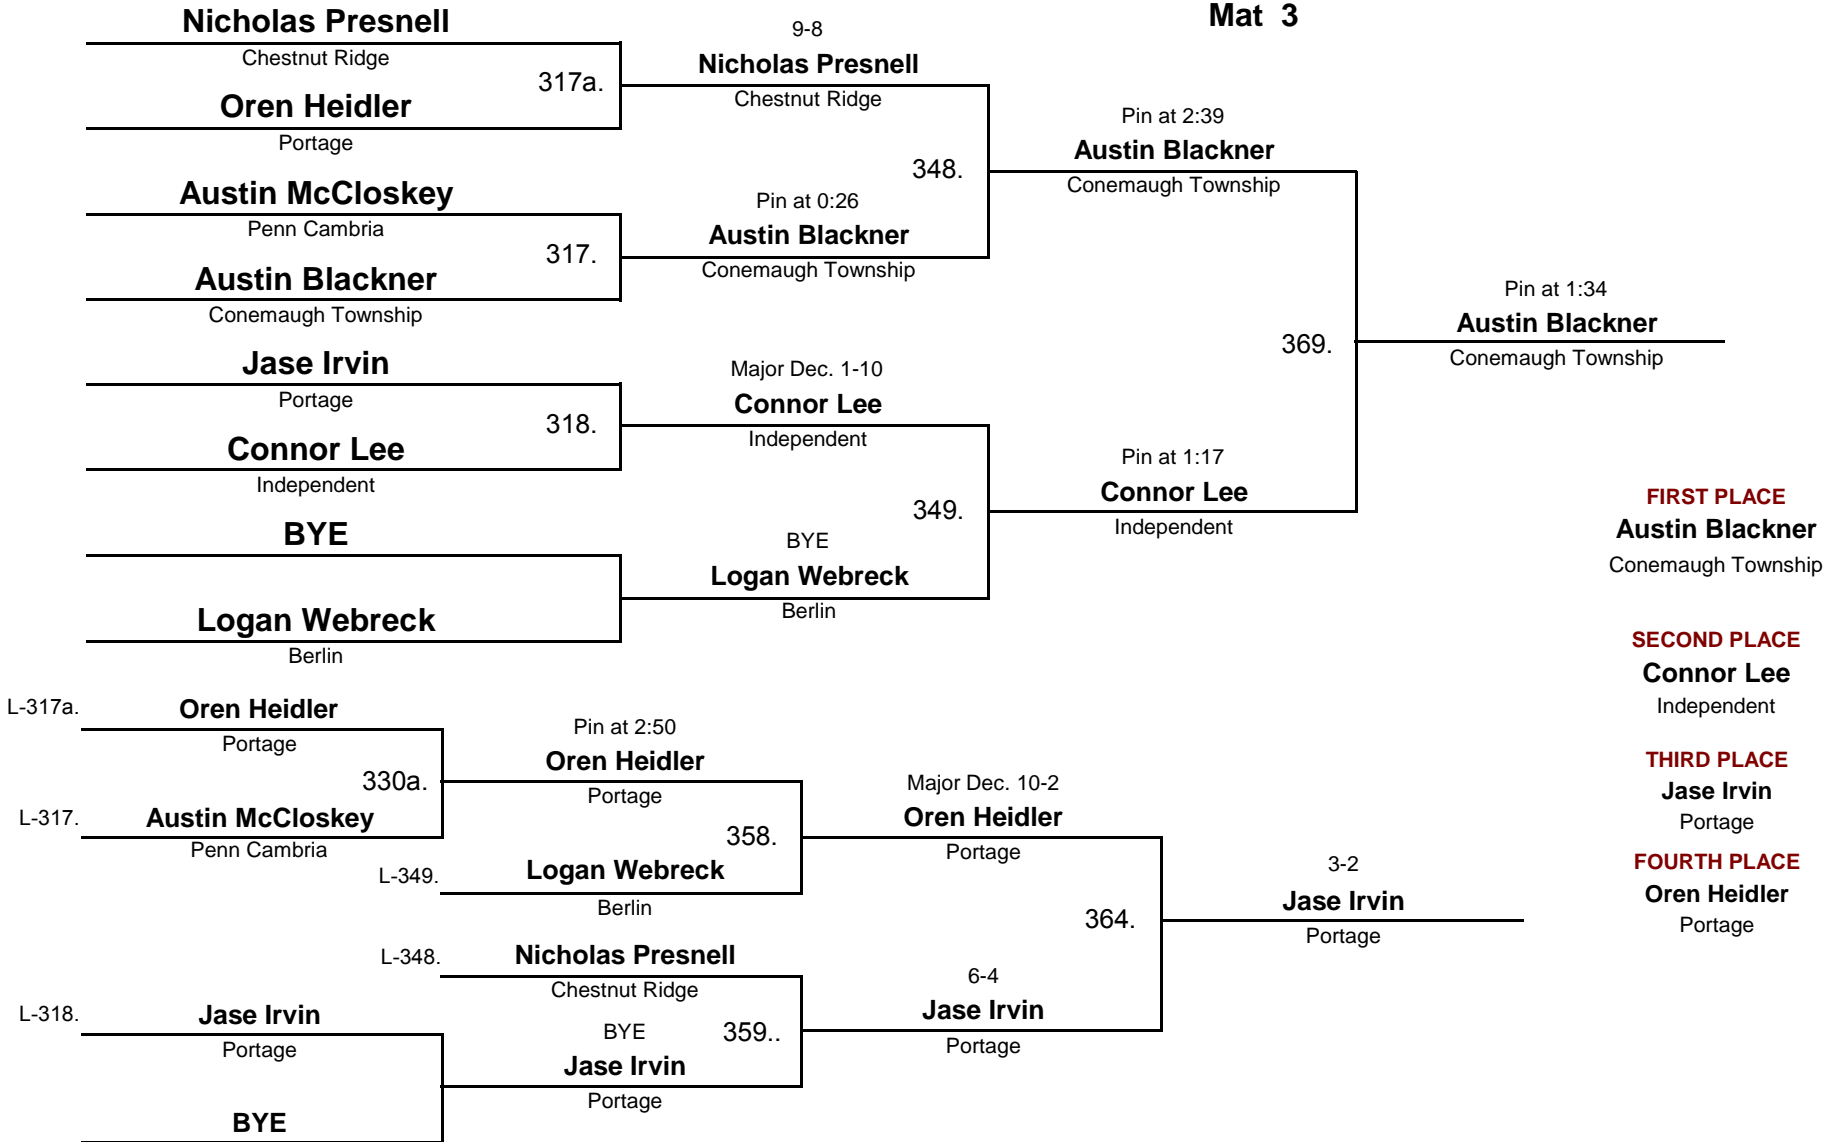 Mat 3
Nicholas Presnell
Chestnut Ridge
317a.
Oren Heidler
Portage
9-8
Nicholas Presnell
Chestnut Ridge
Austin McCloskey
Penn Cambria
317.
Austin Blackner
Conemaugh Township
Pin at 0:26
Austin Blackner
Conemaugh Township
348.
Pin at 2:39
Austin Blackner
Conemaugh Township
Jase Irvin
Portage
318.
Connor Lee
Independent
Major Dec. 1-10
Connor Lee
Independent
BYE
Logan Webreck
Berlin
BYE
Logan Webreck
Berlin
349.
Pin at 1:17
Connor Lee
Independent
369.
Pin at 1:34
Austin Blackner
Conemaugh Township
FIRST PLACE
Austin Blackner
Conemaugh Township
SECOND PLACE
Connor Lee
Independent
THIRD PLACE
Jase Irvin
Portage
FOURTH PLACE
Oren Heidler
Portage
L-317a.
Oren Heidler
Portage
330a.
L-317.
Austin McCloskey
Penn Cambria
Pin at 2:50
Oren Heidler
Portage
358.
L-349.
Logan Webreck
Berlin
Major Dec. 10-2
Oren Heidler
Portage
L-348.
Nicholas Presnell
Chestnut Ridge
L-318.
Jase Irvin
Portage
BYE
BYE
359..
Jase Irvin
Portage
6-4
Jase Irvin
Portage
364.
3-2
Jase Irvin
Portage